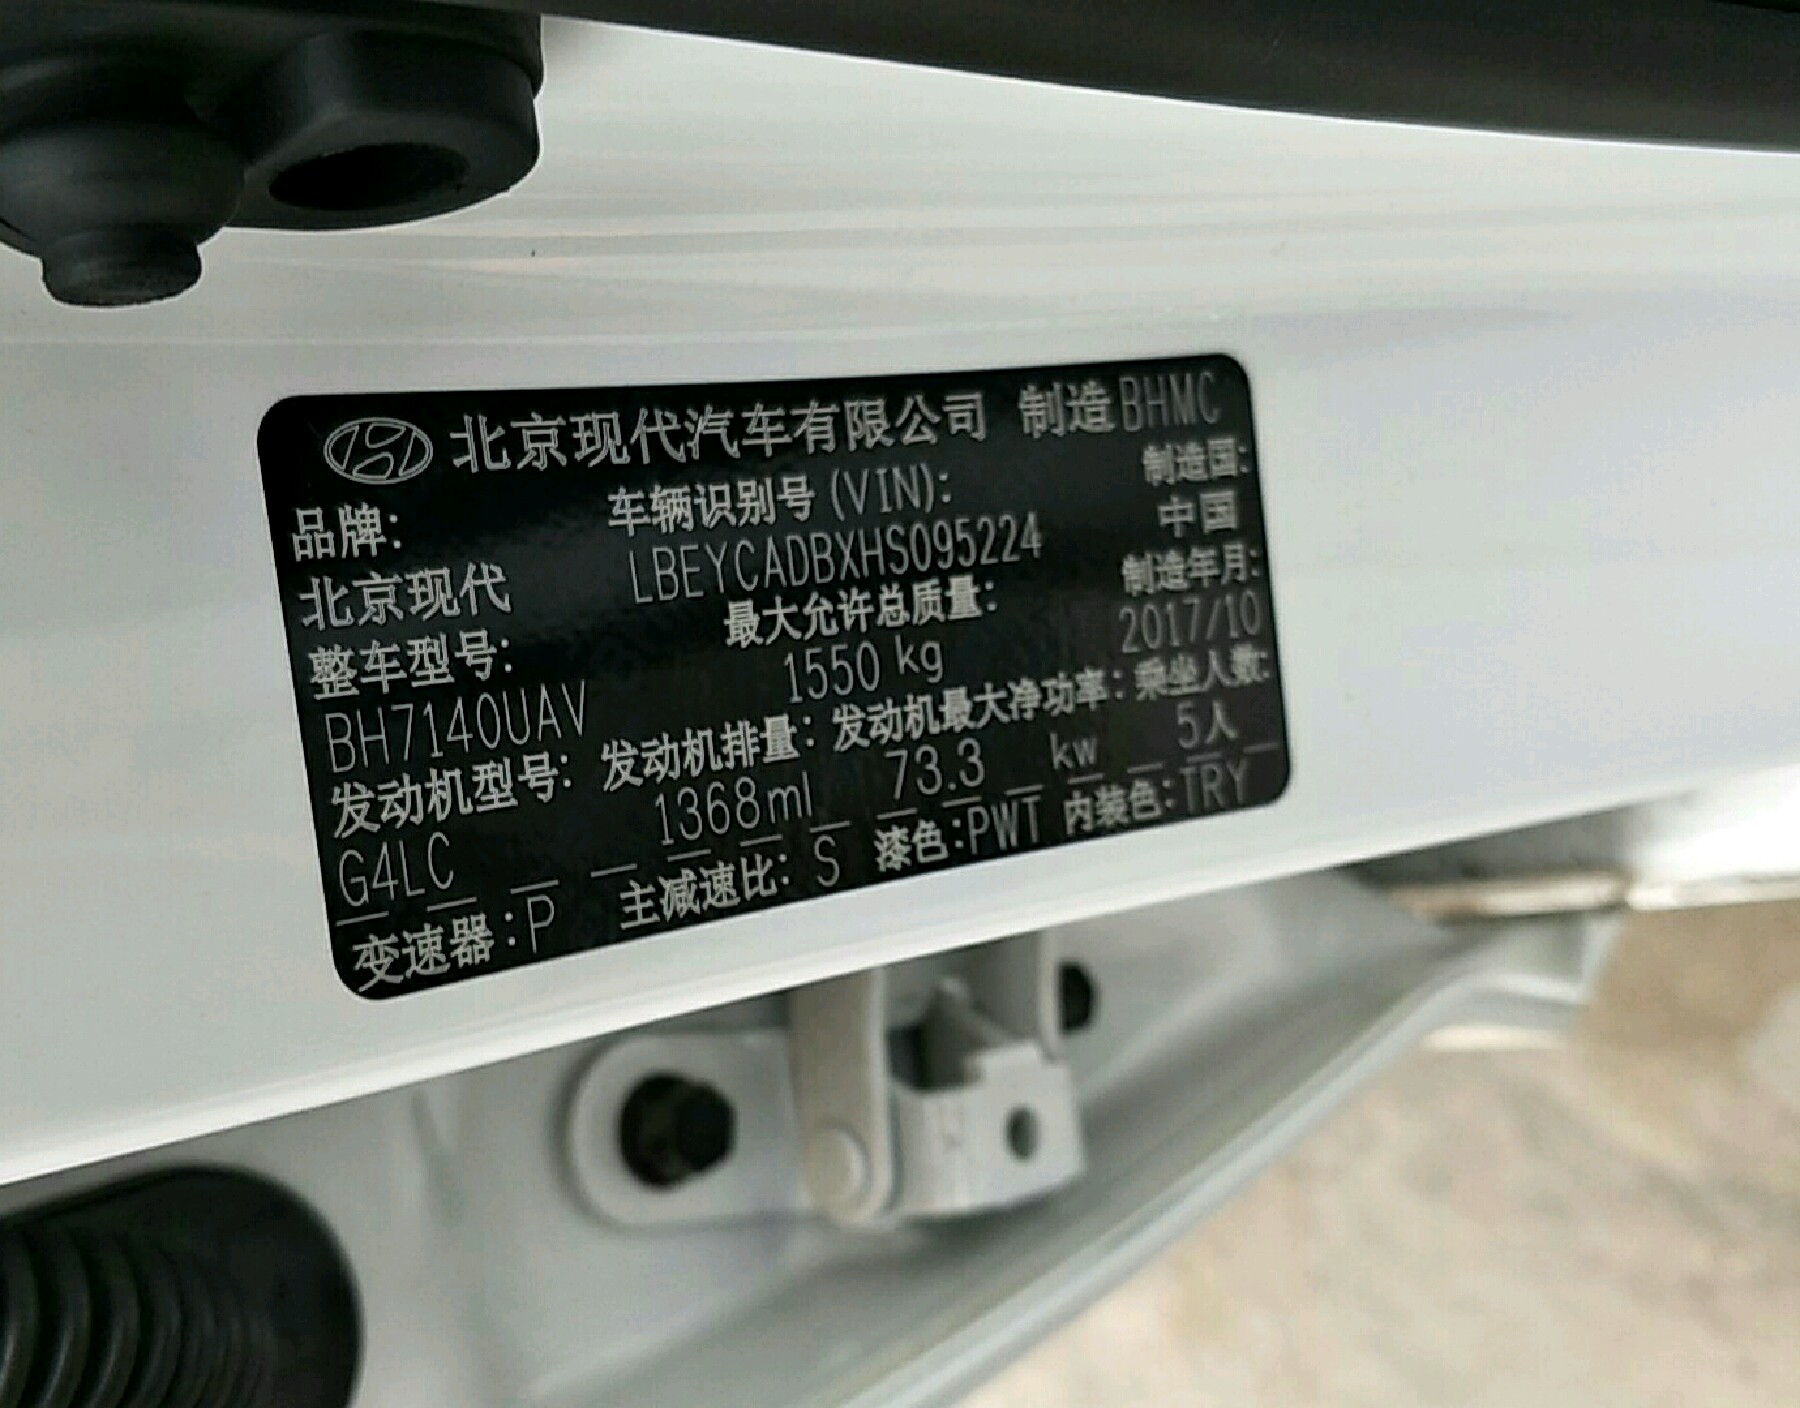 北京现代汽车有限公司 制造 BHMC
品牌: 车辆识别号 (VIN): 制造国:
北京现代 LBEYCADBXHS095224 中国
整车型号: 最大允许总质量: 制造年月:
BH7140UAV 1550 kg 2017/10
发动机型号: 发动机排量: 发动机最大净功率: 乘坐人数:
G4LC 1368ml 73.3 kw 5人
变速器:P 主减速比: S 漆色:PWT 内装色:TRY